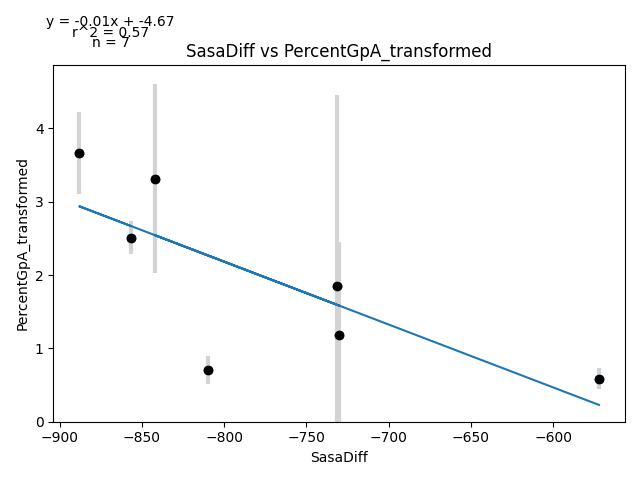 y = -0.01x + -4.67
r^2 = 0.57
n = 7
SasaDiff vs PercentGpA_transformed
PercentGpA_transformed
4
3
2
1
0
−900
−850
−800
−750
−700
−650
−600
SasaDiff